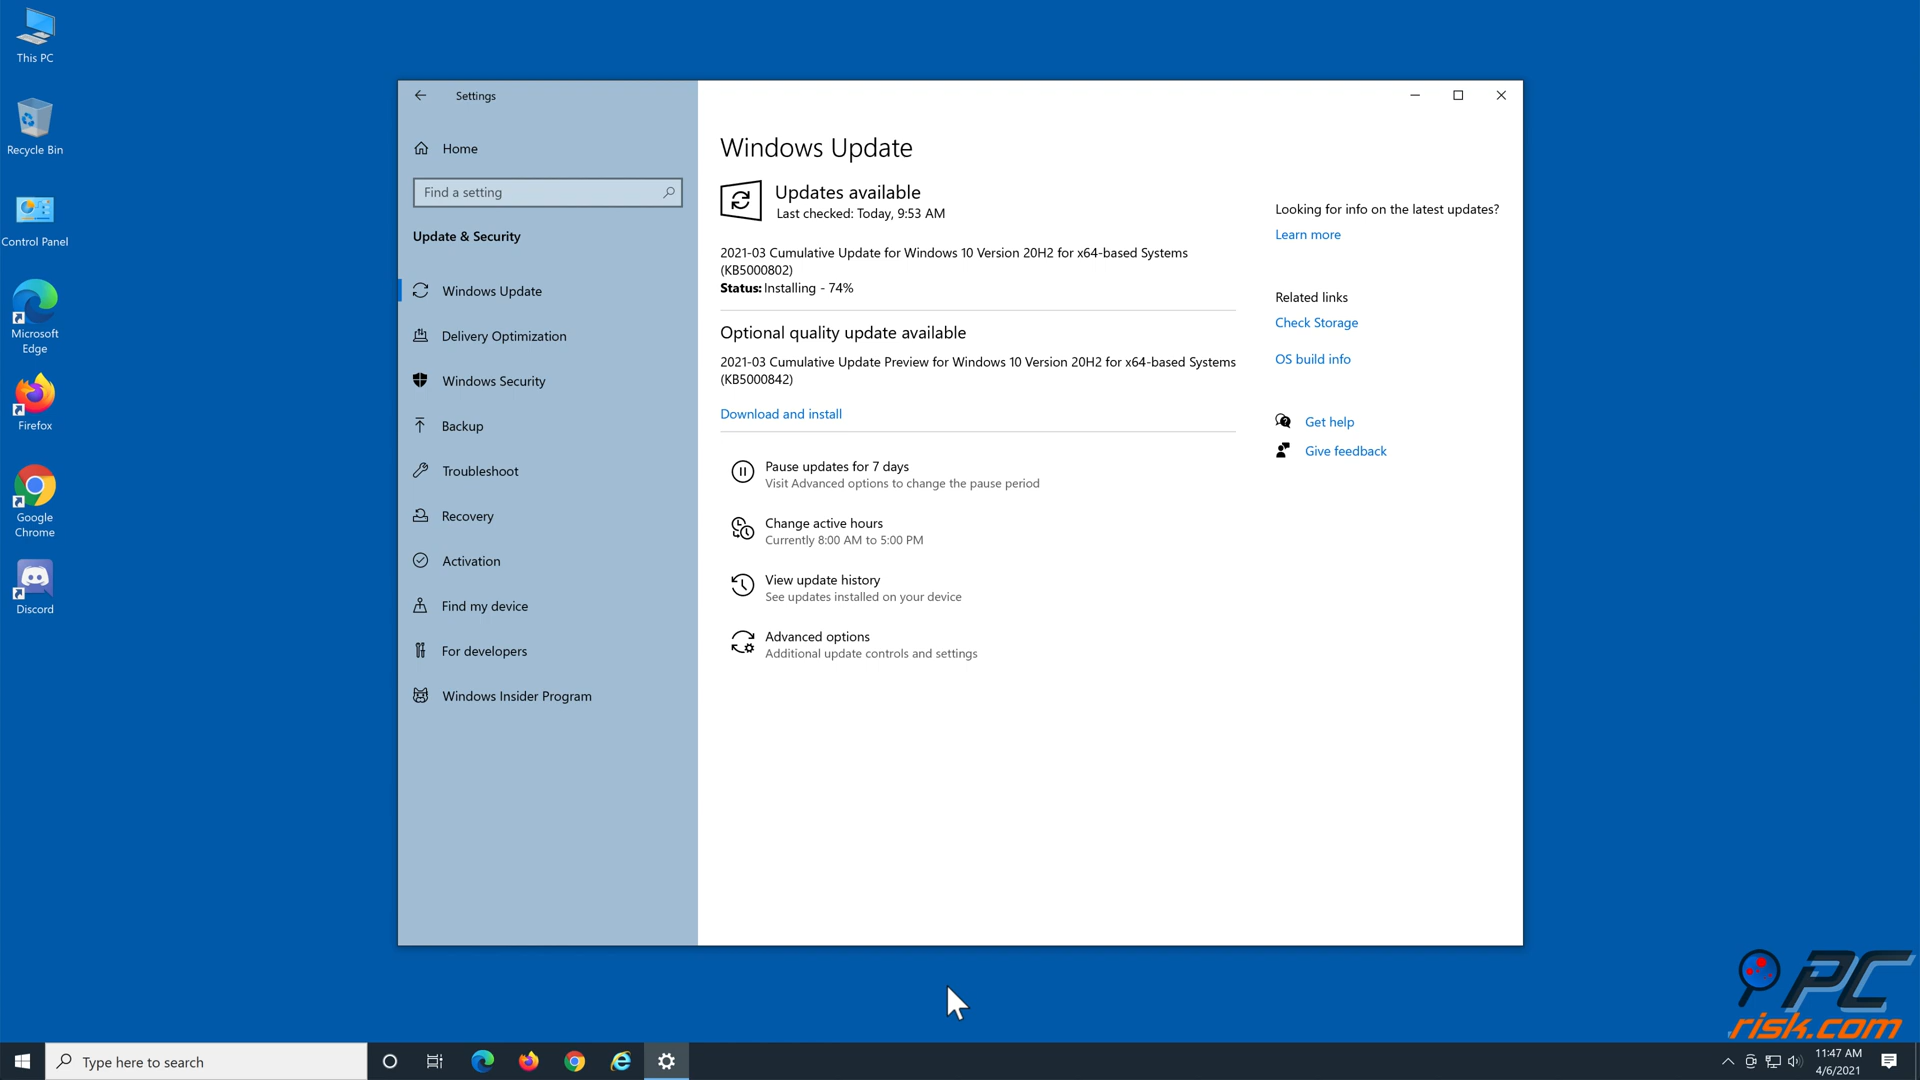 This PC
Recycle Bin
Control Panel
Microsoft
Edge
Firefox
Google
Chrome
Discord
Settings
Home
Find a setting
Update & Security
Windows Update
Delivery Optimization
Windows Security
Backup
Troubleshoot
Recovery
Activation
Find my device
For developers
Windows Insider Program
Windows Update
Updates available
Last checked: Today, 9:53 AM
2021-03 Cumulative Update for Windows 10 Version 20H2 for x64-based Systems
(KB5000802)
Status: Installing - 74%
Optional quality update available
2021-03 Cumulative Update Preview for Windows 10 Version 20H2 for x64-based Systems
(KB5000842)
Download and install
Pause updates for 7 days
Visit Advanced options to change the pause period
Change active hours
Currently 8:00 AM to 5:00 PM
View update history
See updates installed on your device
Advanced options
Additional update controls and settings
Looking for info on the latest updates?
Learn more
Related links
Check Storage
OS build info
Get help
Give feedback
PC
risk.com
Type here to search
11:47 AM
4/6/2021